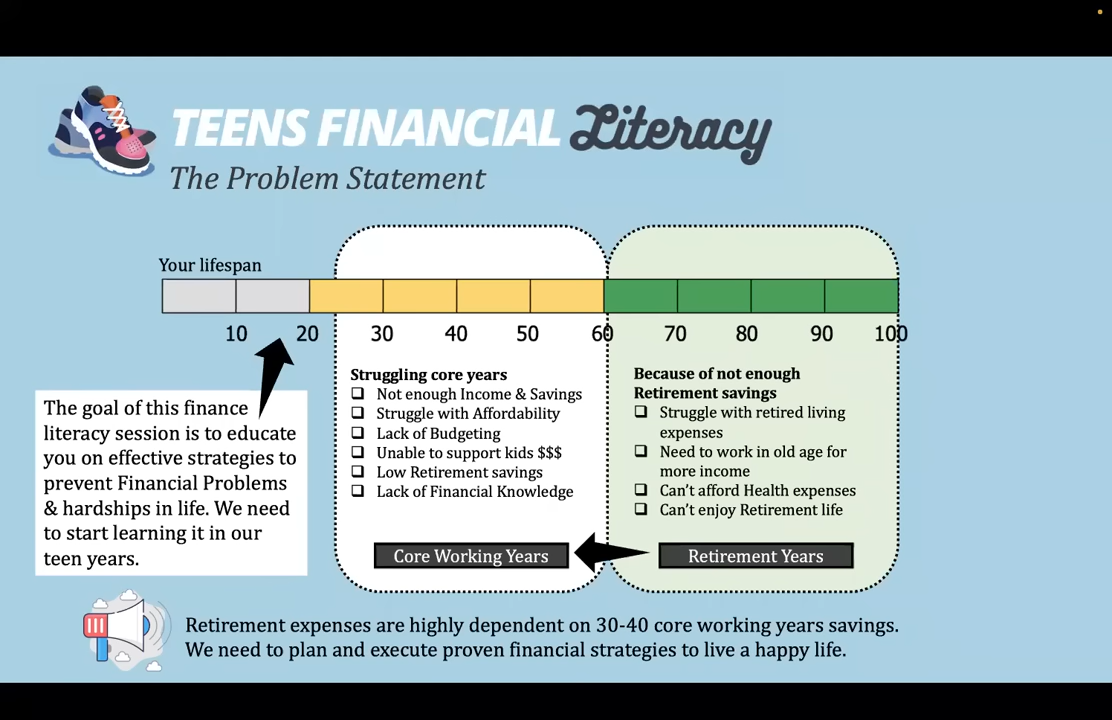 TEENS FINANCIAL Literacy
The Problem Statement
Your lifespan
10 20 30 40 50 60 70 80 90 100
The goal of this finance
literacy session is to educate
you on effective strategies to
prevent Financial Problems
& hardships in life. We need
to start learning it in our
teen years.
Struggling core years
Not enough Income & Savings
Struggle with Affordability
Lack of Budgeting
Unable to support kids $$$
Low Retirement savings
Lack of Financial Knowledge
Core Working Years
Because of not enough
Retirement savings
Struggle with retired living
expenses
Need to work in old age for
more income
Can't afford Health expenses
Can't enjoy Retirement life
Retirement Years
Retirement expenses are highly dependent on 30-40 core working years savings.
We need to plan and execute proven financial strategies to live a happy life.